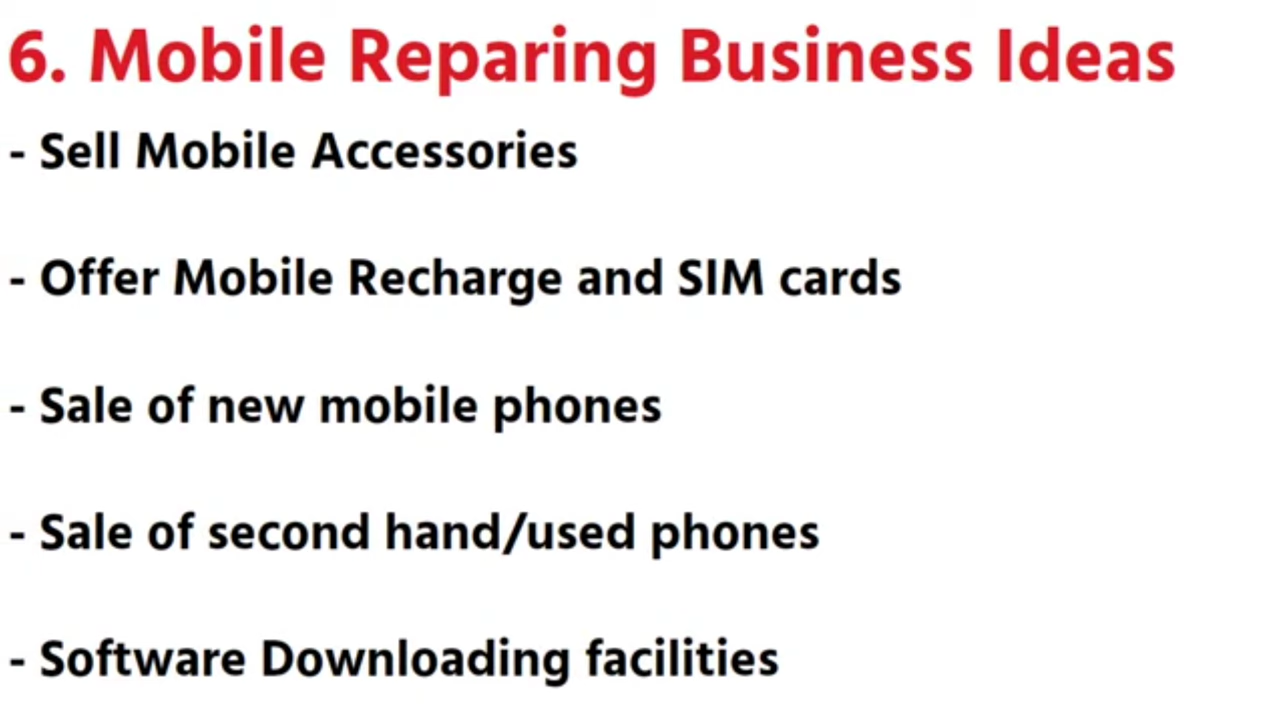 6. Mobile Reparing Business Ideas
- Sell Mobile Accessories
- Offer Mobile Recharge and SIM cards
- Sale of new mobile phones
- Sale of second hand/used phones
- Software Downloading facilities